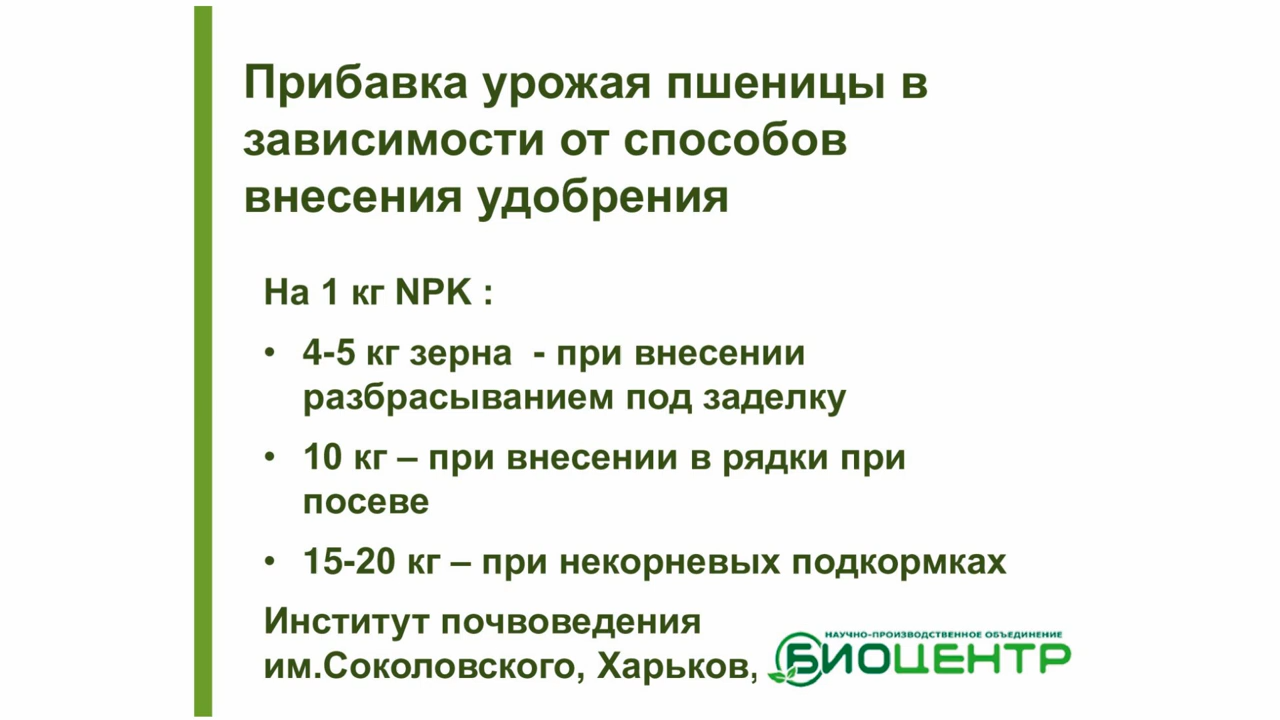 Прибавка урожая пшеницы в
зависимости от способов
внесения удобрения
На 1 кг NPK :
• 4-5 кг зерна - при внесении
разбрасыванием под заделку
• 10 кг – при внесении в рядки при
посеве
• 15-20 кг – при некорневых подкормках
Институт почвоведения
им.Соколовского, Харьков,
НАУЧНО-ПРОИЗВОДСТВЕННОЕ ОБЪЕДИНЕНИЕ
БИОЦЕНТР